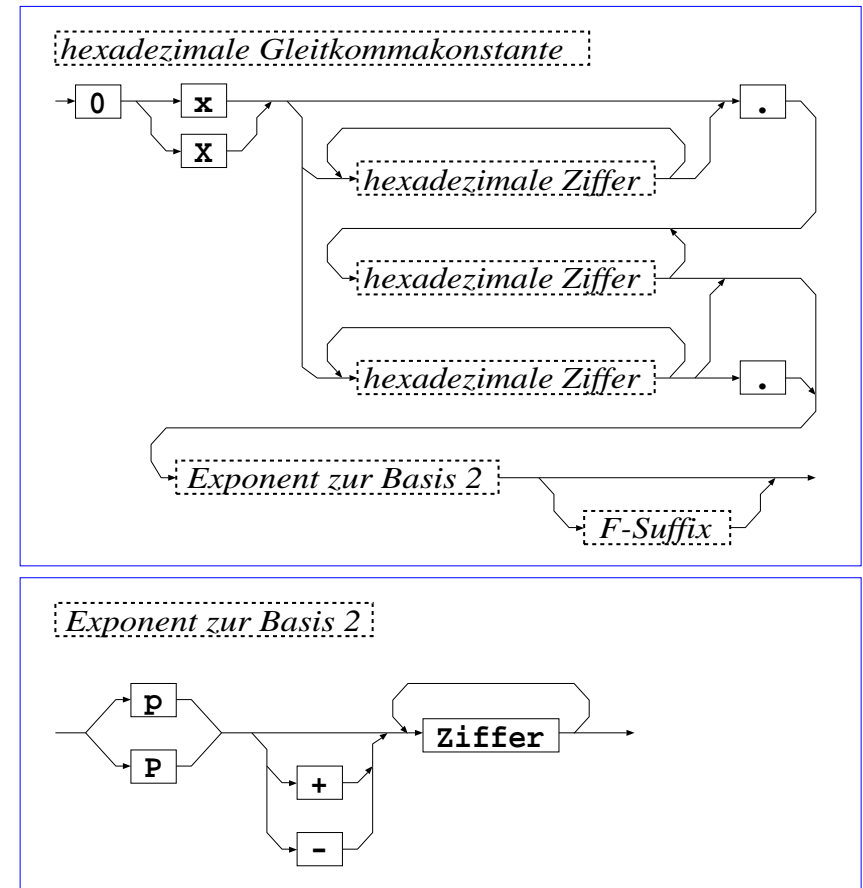 hexadezimale Gleitkommakonstante
0 x .
X
hexadezimale Ziffer
hexadezimale Ziffer
hexadezimale Ziffer .
Exponent zur Basis 2
F-Suffix
Exponent zur Basis 2
p
Ziffer
P
+
-